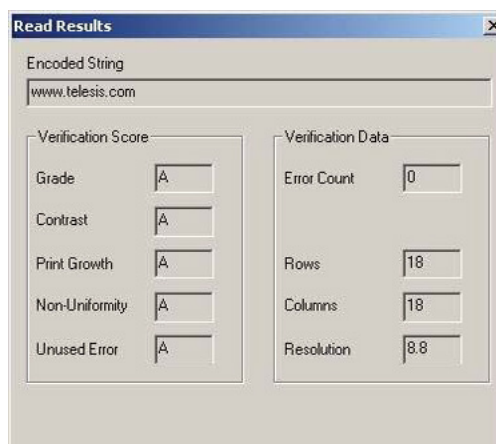 Read Results
Encoded String
www.telesis.com
Verification Score
Grade A
Contrast A
Print Growth A
Non-Uniformity A
Unused Error A
Verification Data
Error Count 0
Rows 18
Columns 18
Resolution 8.8